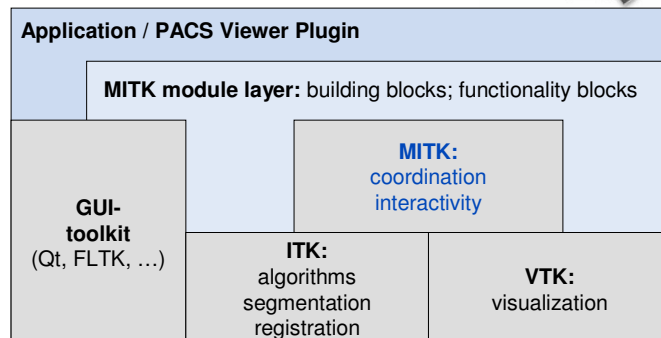 Application / PACS Viewer Plugin
MITK module layer: building blocks; functionality blocks
MITK:
coordination
interactivity
GUI-
toolkit
(Qt, FLTK, …)
ITK:
algorithms
segmentation
registration
VTK:
visualization